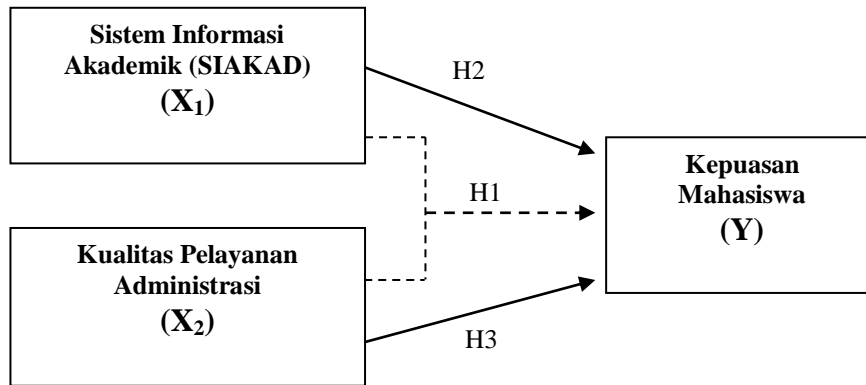 Sistem Informasi
Akademik (SIAKAD)
(X₁)
H2
Kepuasan
Mahasiswa
(Y)
H1
Kualitas Pelayanan
Administrasi
(X₂)
H3